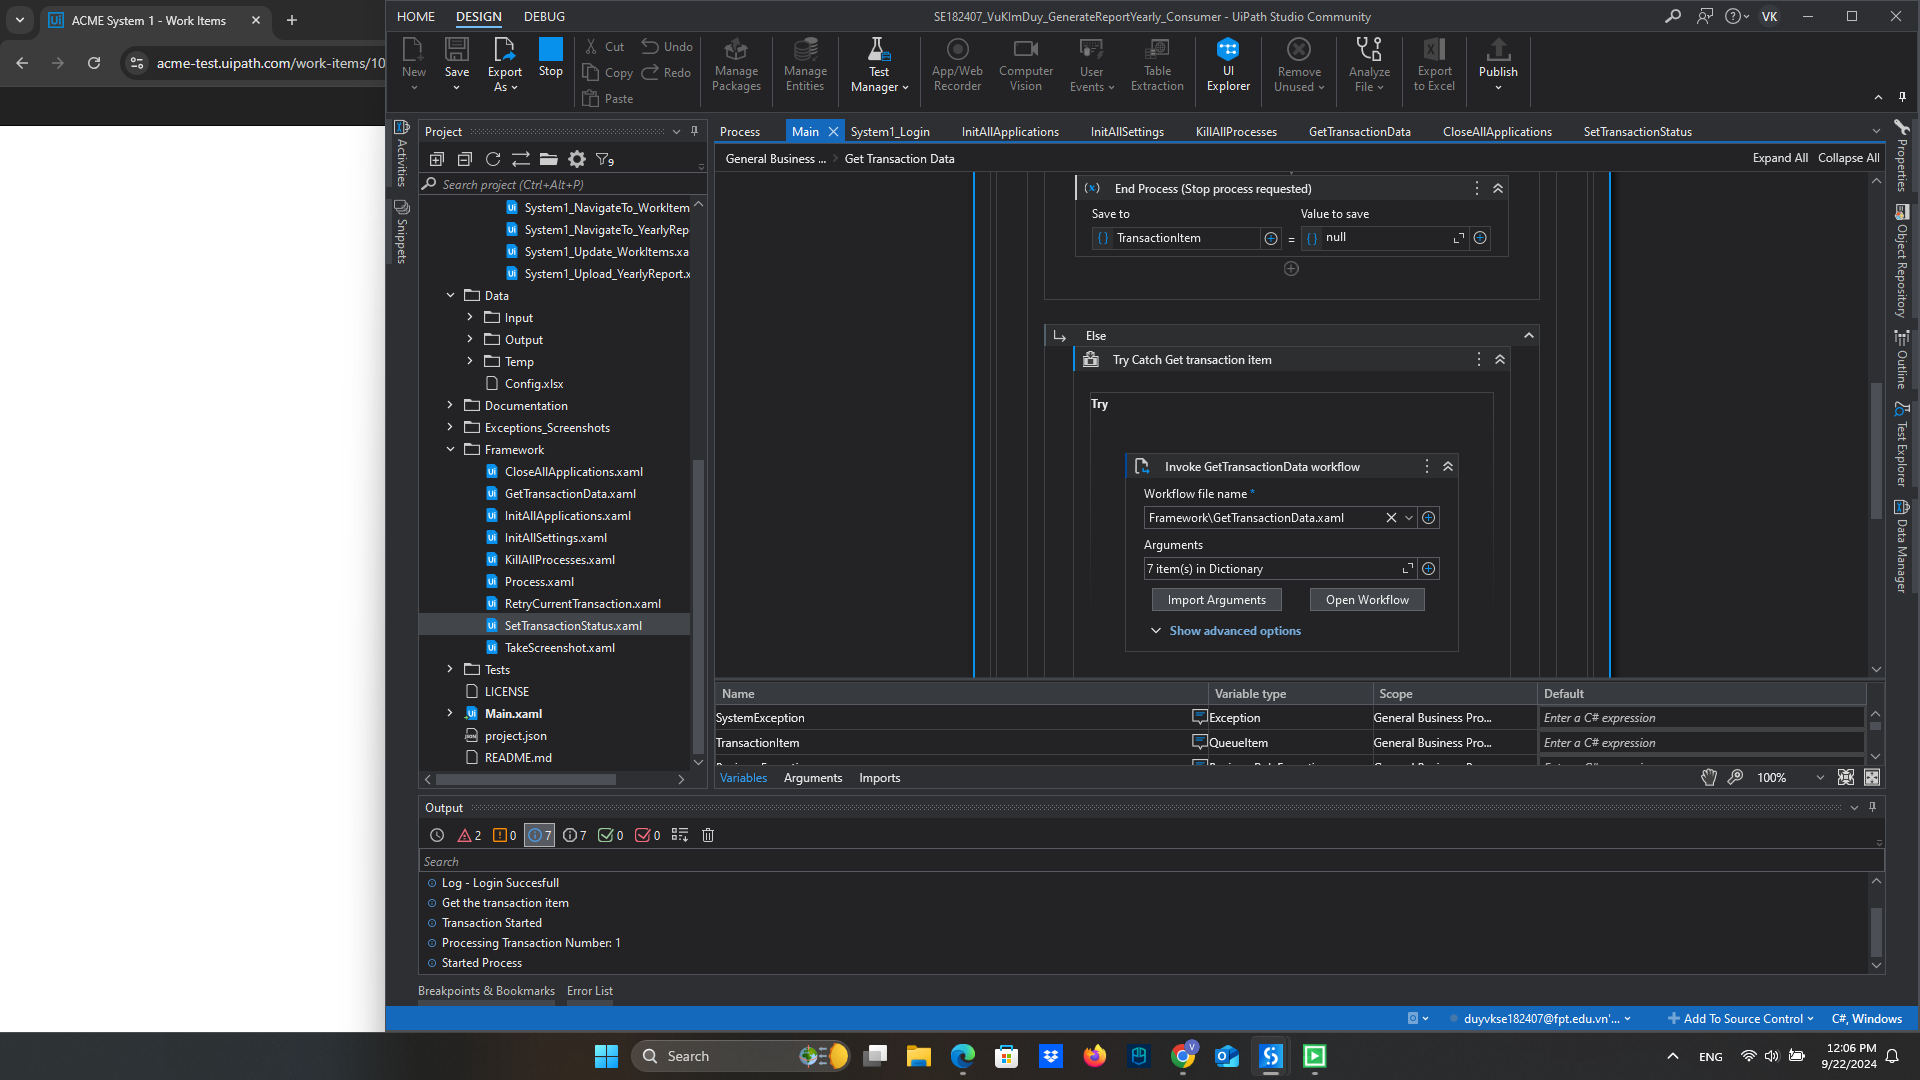 ACME System 1 - Work Items
acme-test.uipath.com/work-items/10
HOME
DESIGN
DEBUG
SE182407_VuKImDuy_GenerateReportYearly_Consumer - UiPath Studio Community
VK
New
Save
Export As
Stop
Cut
Copy
Paste
Undo
Redo
Manage Packages
Manage Entities
Test Manager
App/Web Recorder
Computer Vision
User Events
Table Extraction
UI Explorer
Remove Unused
Analyze File
Export to Excel
Publish
Activities
Snippets
Project
9
Search project (Ctrl+Alt+P)
System1_NavigateTo_WorkItem
System1_NavigateTo_YearlyRep
System1_Update_WorkItems.xa
System1_Upload_YearlyReport.x
Data
Input
Output
Temp
Config.xlsx
Documentation
Exceptions_Screenshots
Framework
CloseAllApplications.xaml
GetTransactionData.xaml
InitAllApplications.xaml
InitAllSettings.xaml
KillAllProcesses.xaml
Process.xaml
RetryCurrentTransaction.xaml
SetTransactionStatus.xaml
TakeScreenshot.xaml
Tests
LICENSE
Main.xaml
project.json
README.md
Process
Main
System1_Login
InitAllApplications
InitAllSettings
KillAllProcesses
GetTransactionData
CloseAllApplications
SetTransactionStatus
General Business ...
Get Transaction Data
Expand All
Collapse All
End Process (Stop process requested)
Save to
Value to save
TransactionItem
=
null
Else
Try Catch Get transaction item
Try
Invoke GetTransactionData workflow
Workflow file name *
Framework\GetTransactionData.xaml
Arguments
7 item(s) in Dictionary
Import Arguments
Open Workflow
Show advanced options
Name
Variable type
Scope
Default
SystemException
Exception
General Business Pro...
Enter a C# expression
TransactionItem
QueueItem
General Business Pro...
Enter a C# expression
Variables
Arguments
Imports
100%
Properties
Object Repository
Outline
Test Explorer
Data Manager
Output
2
0
7
7
0
0
Search
Log - Login Succesfull
Get the transaction item
Transaction Started
Processing Transaction Number: 1
Started Process
Breakpoints & Bookmarks
Error List
duyvkse182407@fpt.edu.vn'...
Add To Source Control
C#, Windows
Search
ENG
12:06 PM
9/22/2024